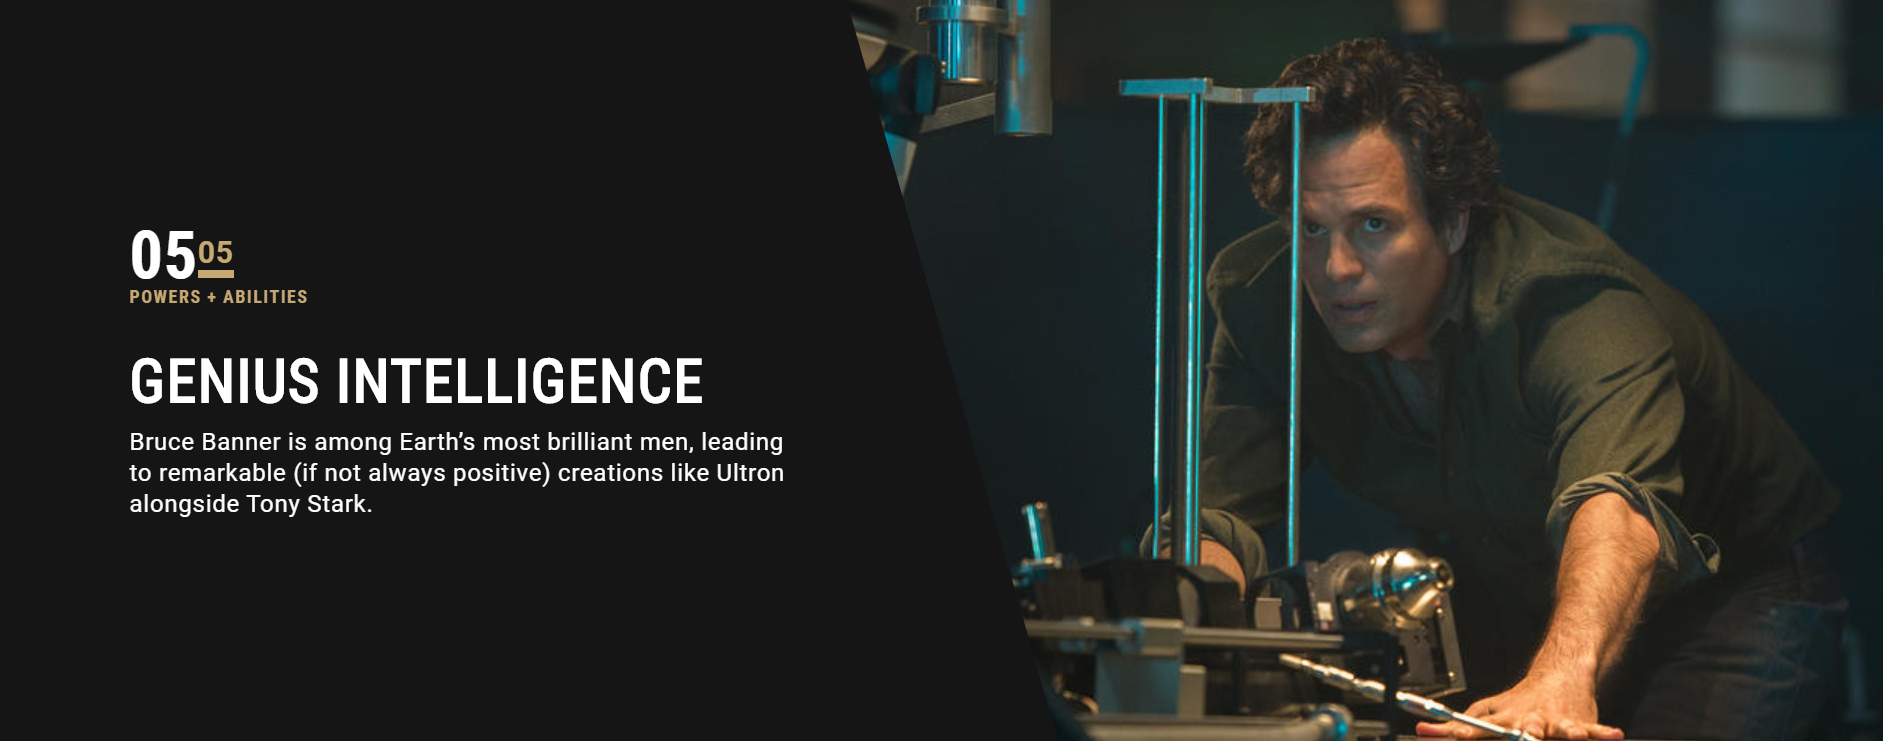 05 05
POWERS + ABILITIES
GENIUS INTELLIGENCE
Bruce Banner is among Earth’s most brilliant men, leading
to remarkable (if not always positive) creations like Ultron
alongside Tony Stark.